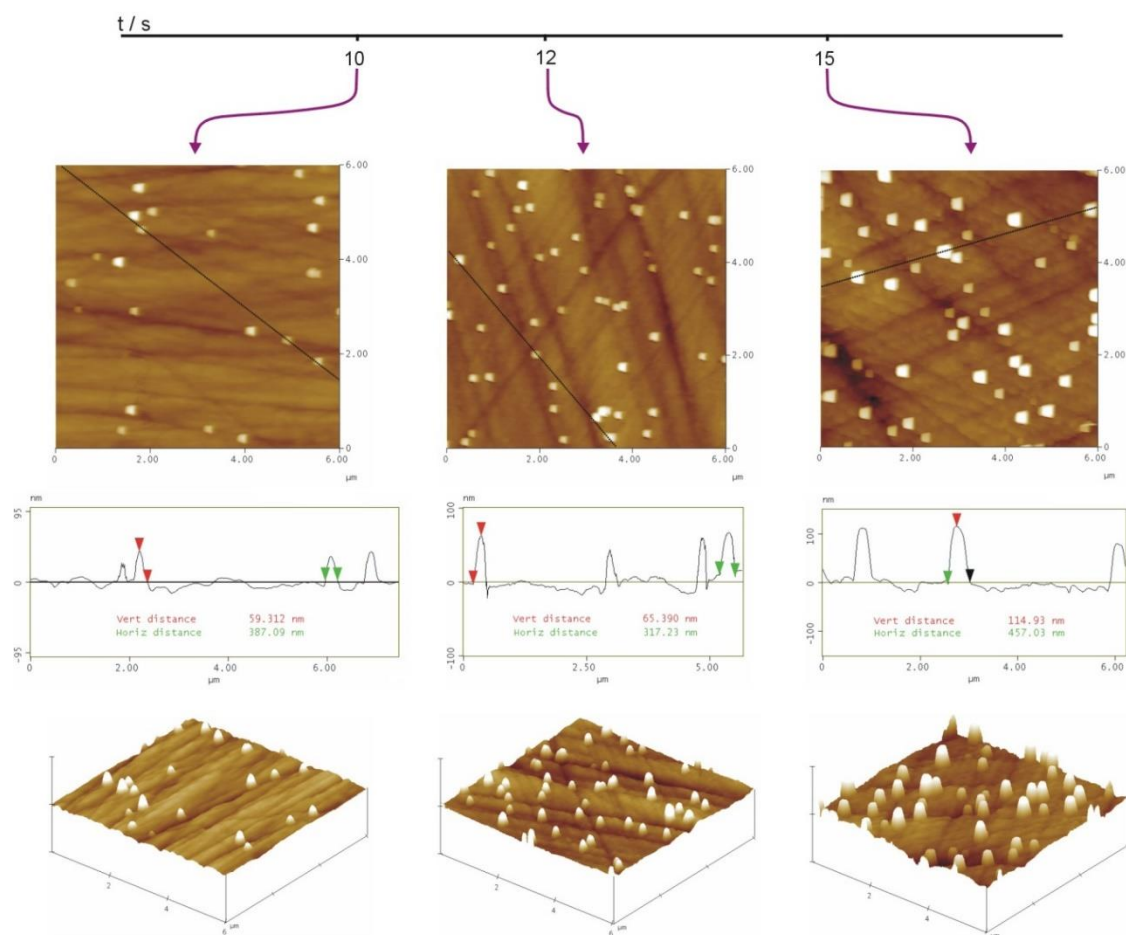 t / s
10 12 15
6.00
4.00
2.00
0
0 2.00 4.00 6.00
µm
6.00
4.00
2.00
0
0 2.00 4.00 6.00
µm
6.00
4.00
2.00
0
0 2.00 4.00 6.00
µm
nm
95
0
-95
Vert distance 59.312 nm
Horiz distance 387.09 nm
0 2.00 4.00 6.00
µm
nm
100
0
-100
Vert distance 65.390 nm
Horiz distance 317.23 nm
0 2.50 5.00
µm
nm
100
0
-100
Vert distance 114.93 nm
Horiz distance 457.03 nm
0 2.00 4.00 6.00
µm
2
4
6 µm
2
4
6 µm
2
4
µm